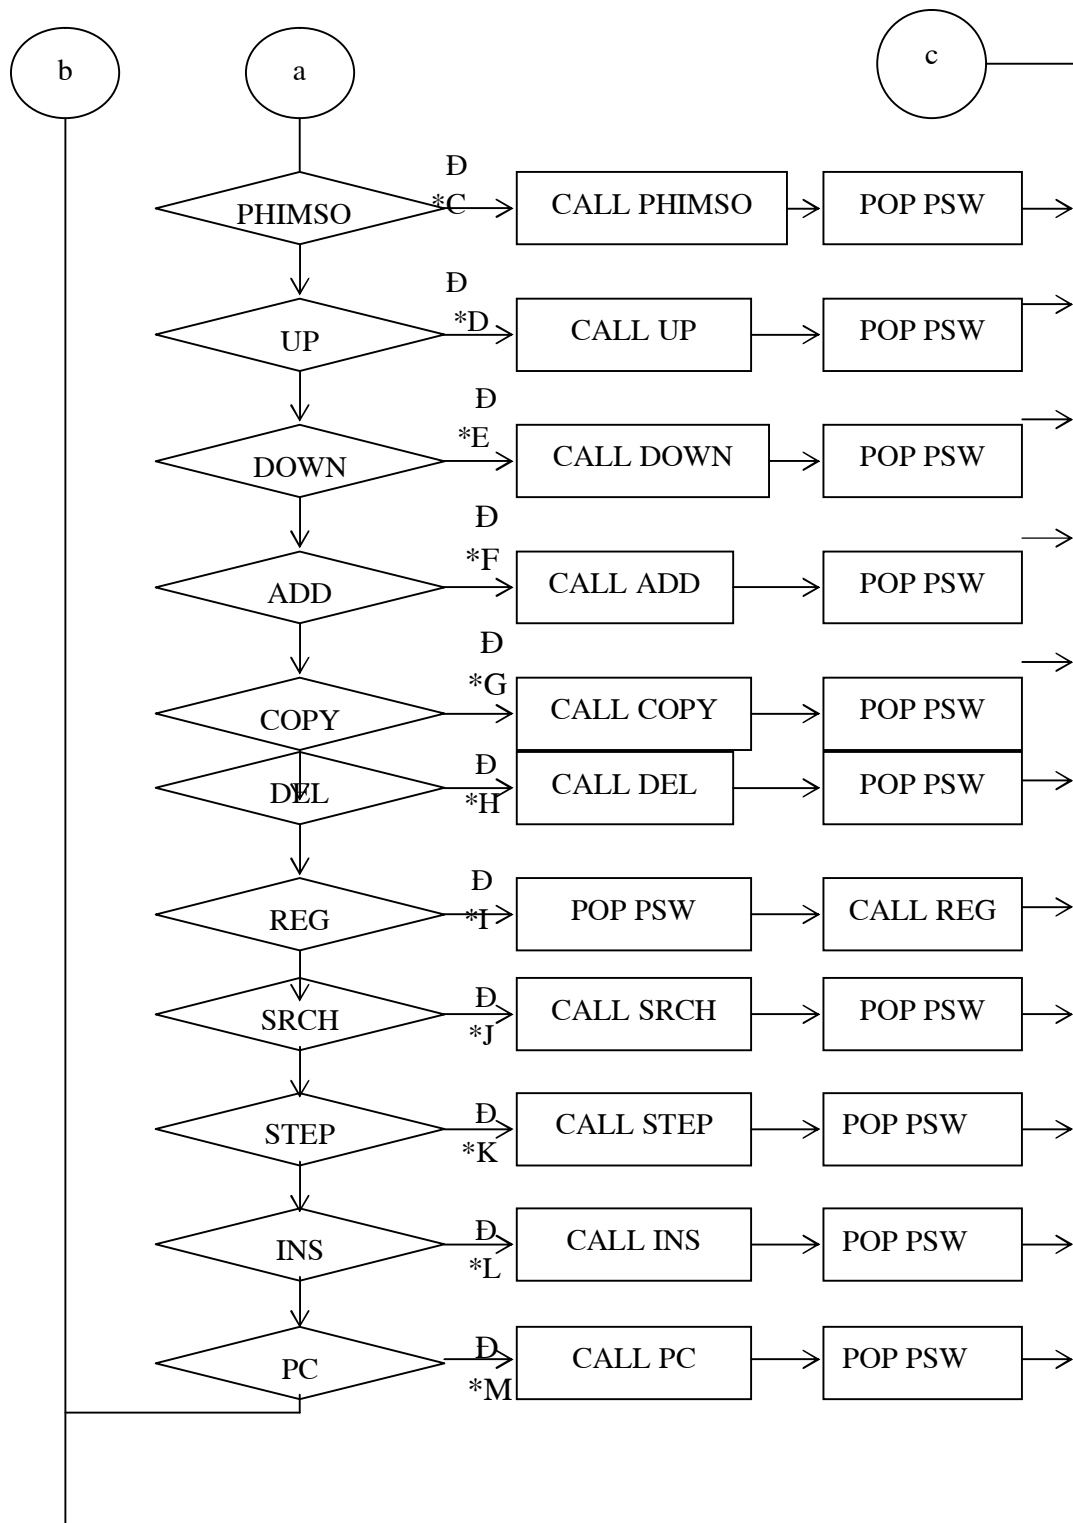 b
a
c
Đ
PHIMSO
*C
CALL PHIMSO
POP PSW
Đ
UP
*D
CALL UP
POP PSW
Đ
DOWN
*E
CALL DOWN
POP PSW
Đ
ADD
*F
CALL ADD
POP PSW
Đ
COPY
*G
CALL COPY
POP PSW
Đ
DEL
*H
CALL DEL
POP PSW
Đ
REG
*I
POP PSW
CALL REG
Đ
SRCH
*J
CALL SRCH
POP PSW
Đ
STEP
*K
CALL STEP
POP PSW
Đ
INS
*L
CALL INS
POP PSW
Đ
PC
*M
CALL PC
POP PSW